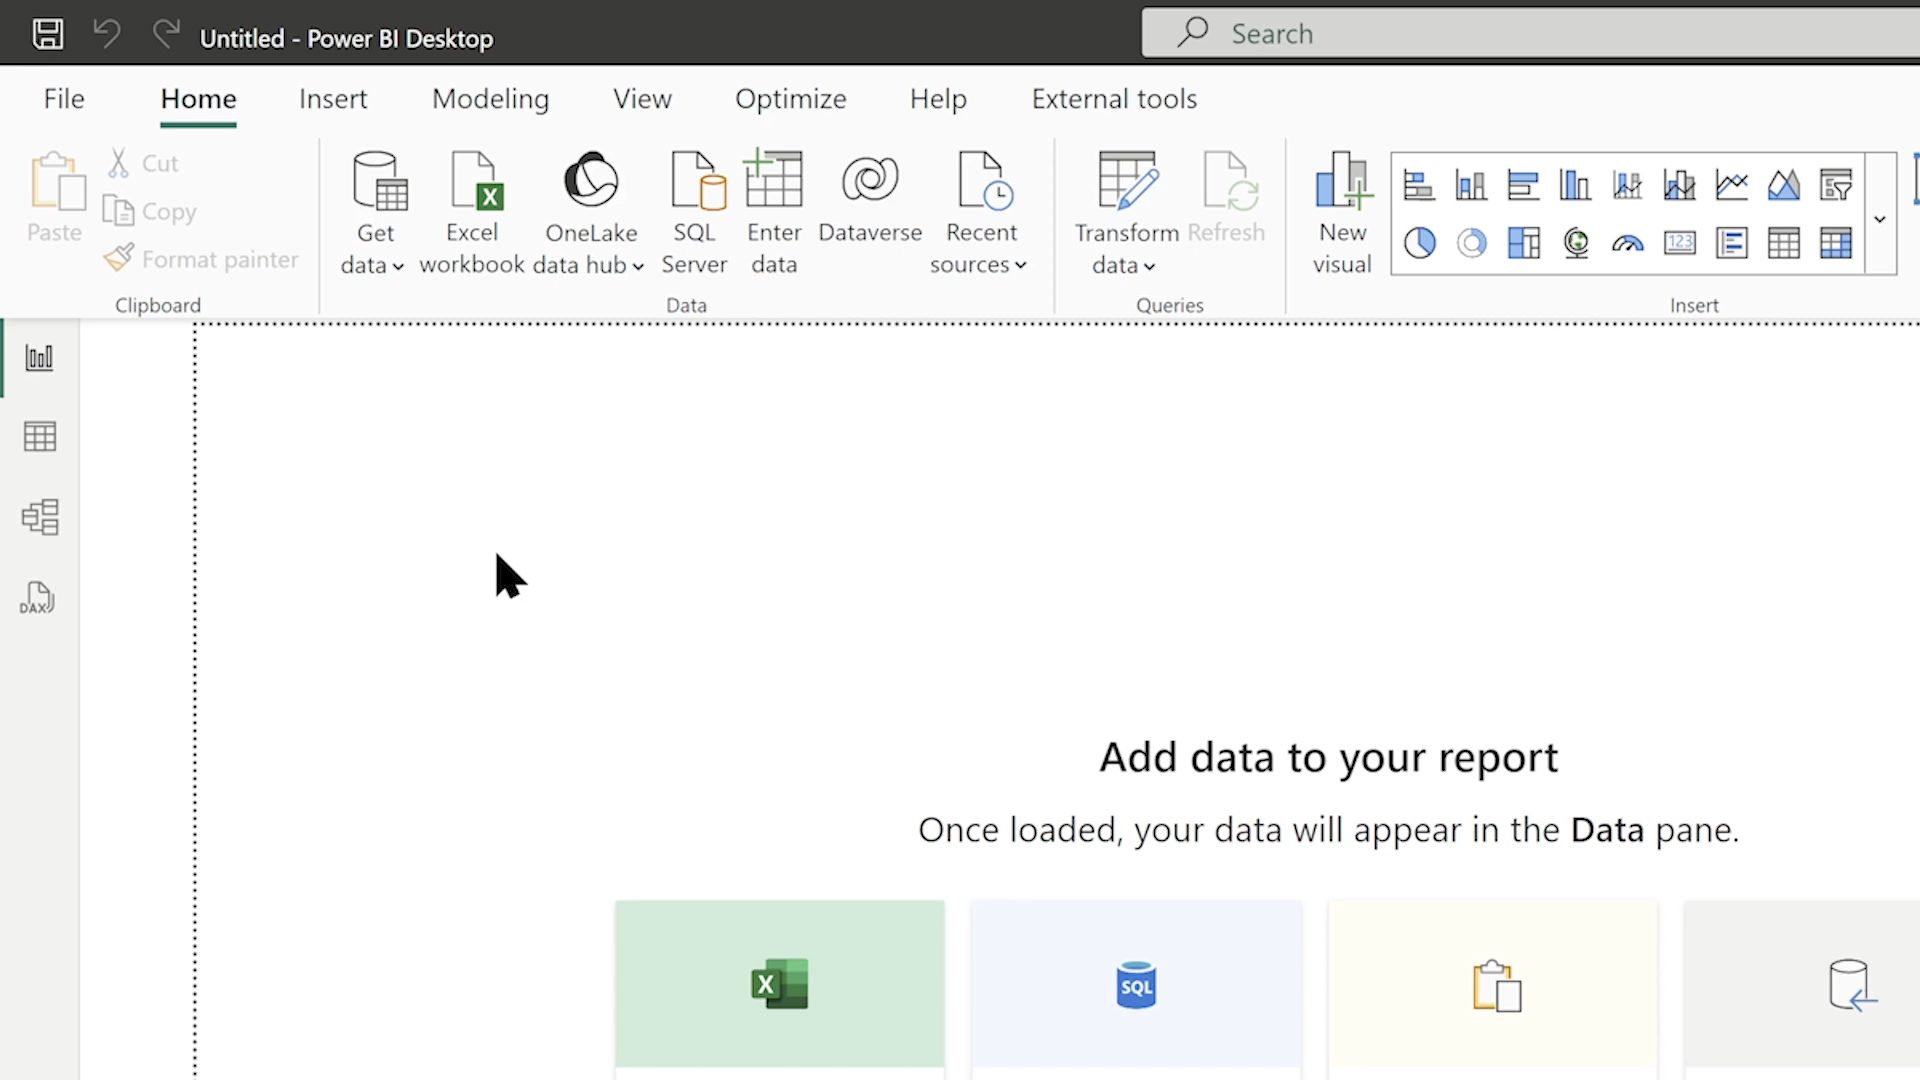 Untitled - Power BI Desktop
Search
File Home Insert Modeling View Optimize Help External tools
Paste
Cut
Copy
Format painter
Clipboard
Get data
Excel workbook
OneLake data hub
SQL Server
Enter data
Dataverse
Recent sources
Data
Transform data
Refresh
Queries
New visual
123
Insert
DAX
Add data to your report
Once loaded, your data will appear in the Data pane.
X
SQL